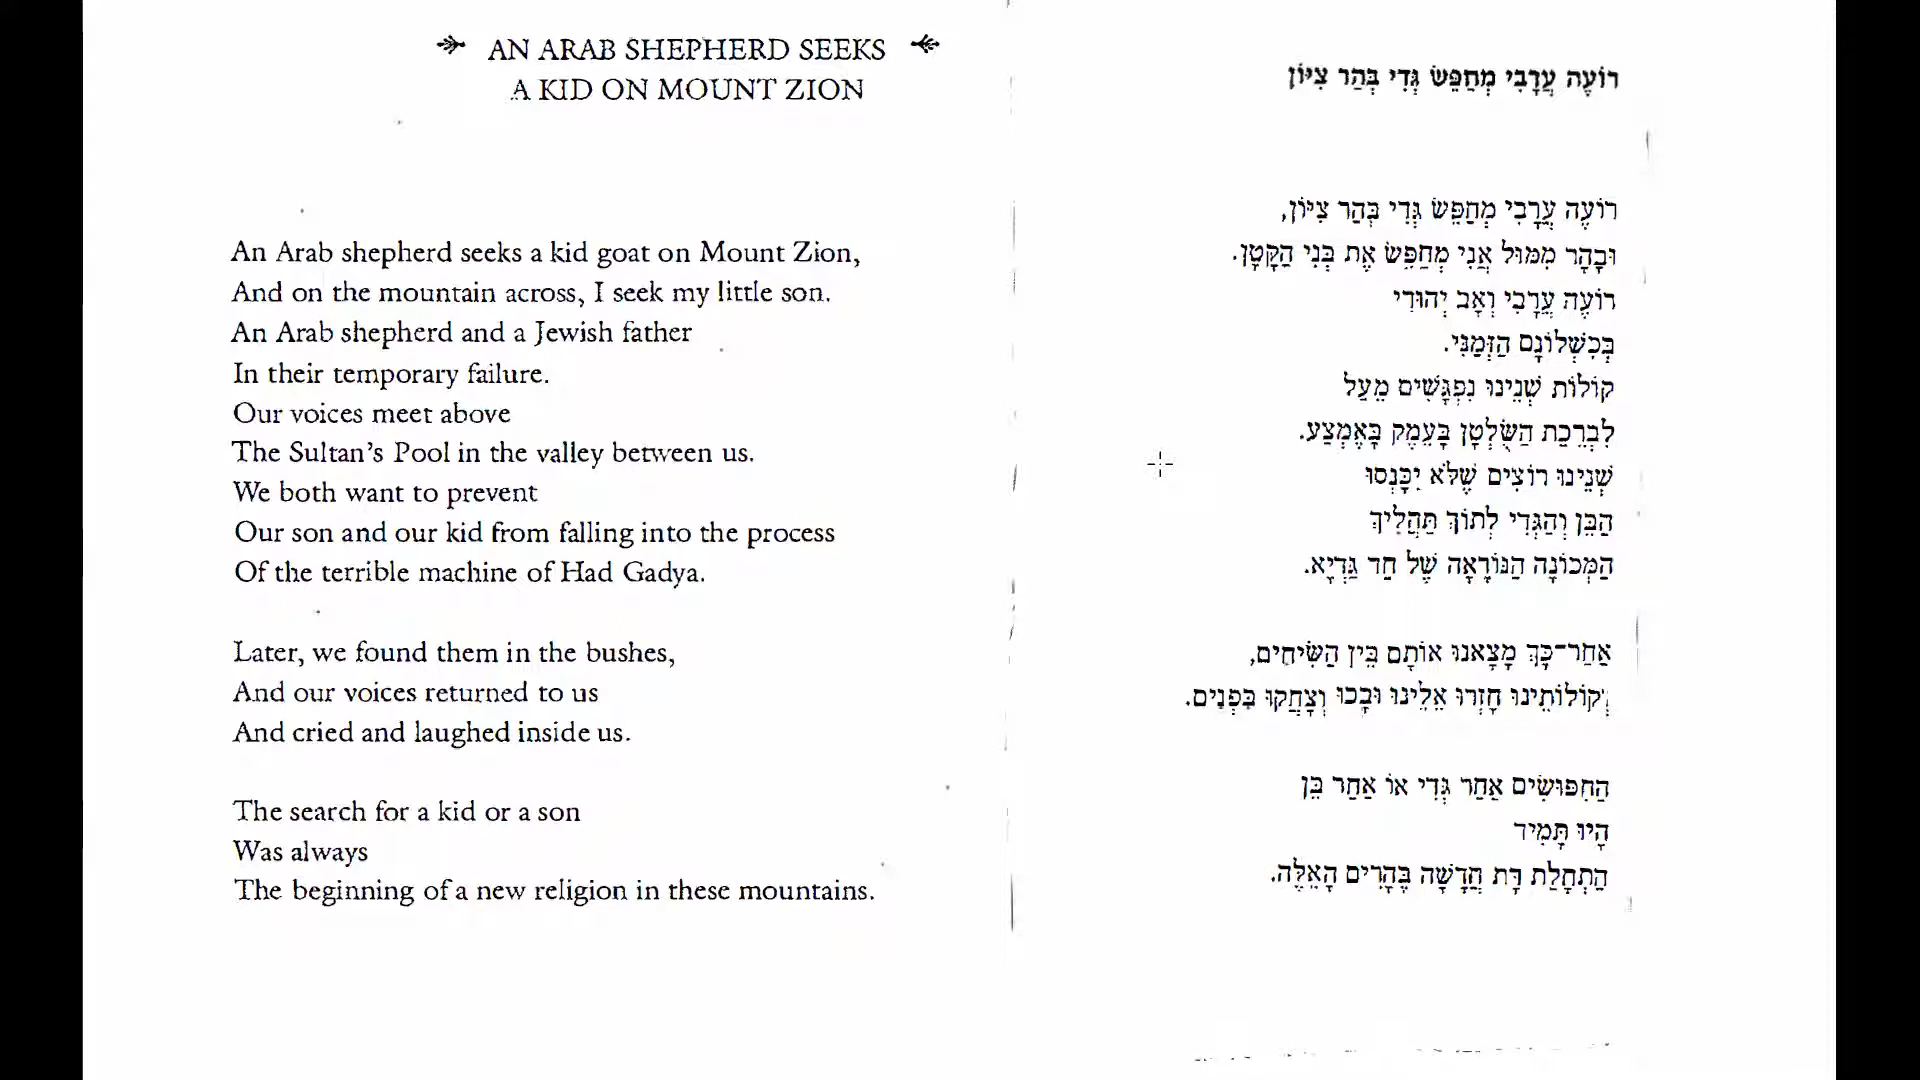 AN ARAB SHEPHERD SEEKS
A KID ON MOUNT ZION
An Arab shepherd seeks a kid goat on Mount Zion,
And on the mountain across, I seek my little son.
An Arab shepherd and a Jewish father
In their temporary failure.
Our voices meet above
The Sultan's Pool in the valley between us.
We both want to prevent
Our son and our kid from falling into the process
Of the terrible machine of Had Gadya.
Later, we found them in the bushes,
And our voices returned to us
And cried and laughed inside us.
The search for a kid or a son
Was always
The beginning of a new religion in these mountains.
רוֹעֶה עֲרָבִי מְחַפֵּשׂ גְּדִי בְּהַר צִיּוֹן
רוֹעֶה עֲרָבִי מְחַפֵּשׂ גְּדִי בְּהַר צִיּוֹן,
וּבָהָר מִמּוּל אֲנִי מְחַפֵּשׂ אֶת בְּנִי הַקָּטָן.
רוֹעֶה עֲרָבִי וְאָב יְהוּדִי
בְּכִשְׁלוֹנָם הַזְּמַנִּי.
קוֹלוֹת שְׁנֵינוּ נִפְגָּשִׁים מֵעַל
לִבְרֵכַת הַשֻּׂלְטָן בָּעֵמֶק בָּאֶמְצַע.
שְׁנֵינוּ רוֹצִים שֶׁלֹּא יִכָּנְסוּ
הַבֵּן וְהַגְּדִי לְתוֹךְ תַּהֲלִיךְ
הַמְּכוֹנָה הַנּוֹרָאָה שֶׁל חַד גַּדְיָא.
אַחַר־כָּךְ מָצָאנוּ אוֹתָם בֵּין הַשִּׂיחִים,
וְקוֹלוֹתֵינוּ חָזְרוּ אֵלֵינוּ וּבָכוּ וְצָחֲקוּ בִּפְנִים.
הַחִפּוּשִׂים אַחַר גְּדִי אוֹ אַחַר בֵּן
הָיוּ תָּמִיד
הַתְחָלַת דָּת חֲדָשָׁה בֶּהָרִים הָאֵלֶּה.